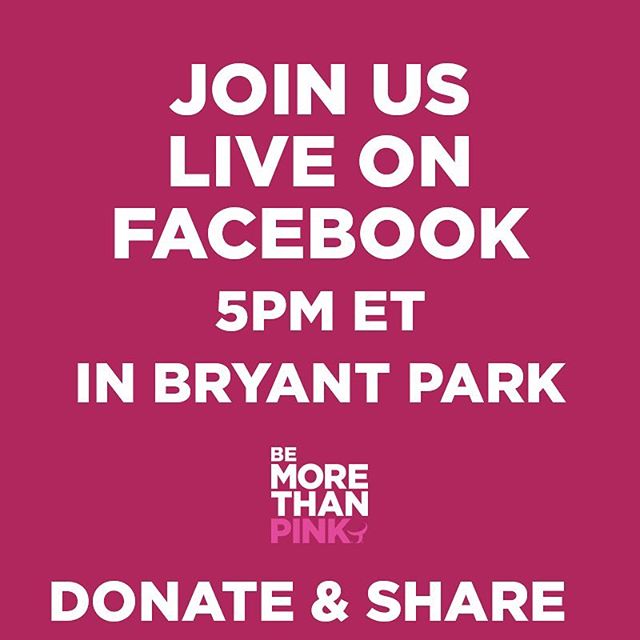 JOIN US
LIVE ON
FACEBOOK
5PM ET
IN BRYANT PARK
BE
MORE
THAN
PINK
DONATE & SHARE